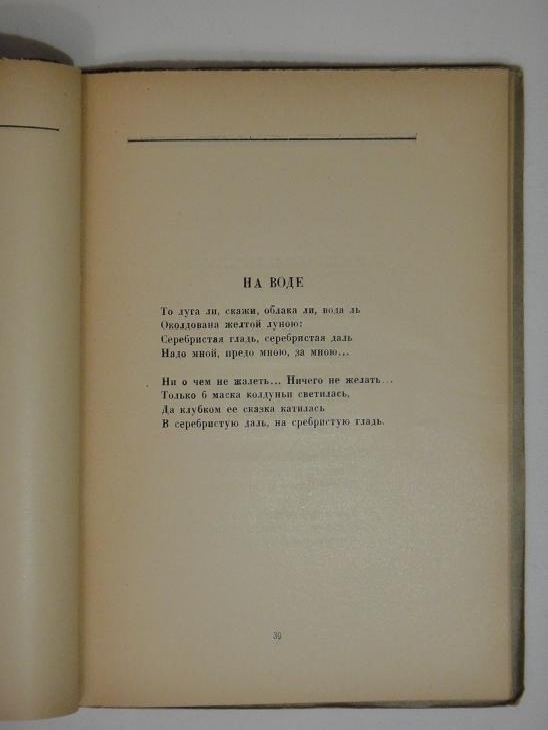 НА ВОДЕ
То луга ли, скажи, облака ли, вода ль
Околдована желтой луною:
Серебристая гладь, серебристая даль
Надо мной, предо мною, за мною...
Ни о чем не жалеть... Ничего не желать...
Только б маска колдуньи светилась,
Да клубком ее сказка катилась
В серебристую даль, на сребристую гладь.
39